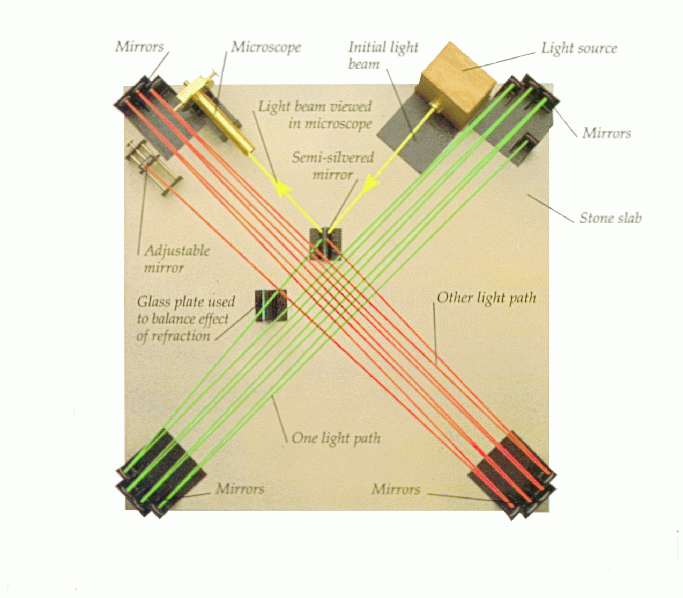 Mirrors
Microscope
Initial light
beam
Light source
Light beam viewed
in microscope
Mirrors
Semi-silvered
mirror
Stone slab
Adjustable
mirror
Glass plate used
to balance effect
of refraction
Other light path
One light path
Mirrors
Mirrors